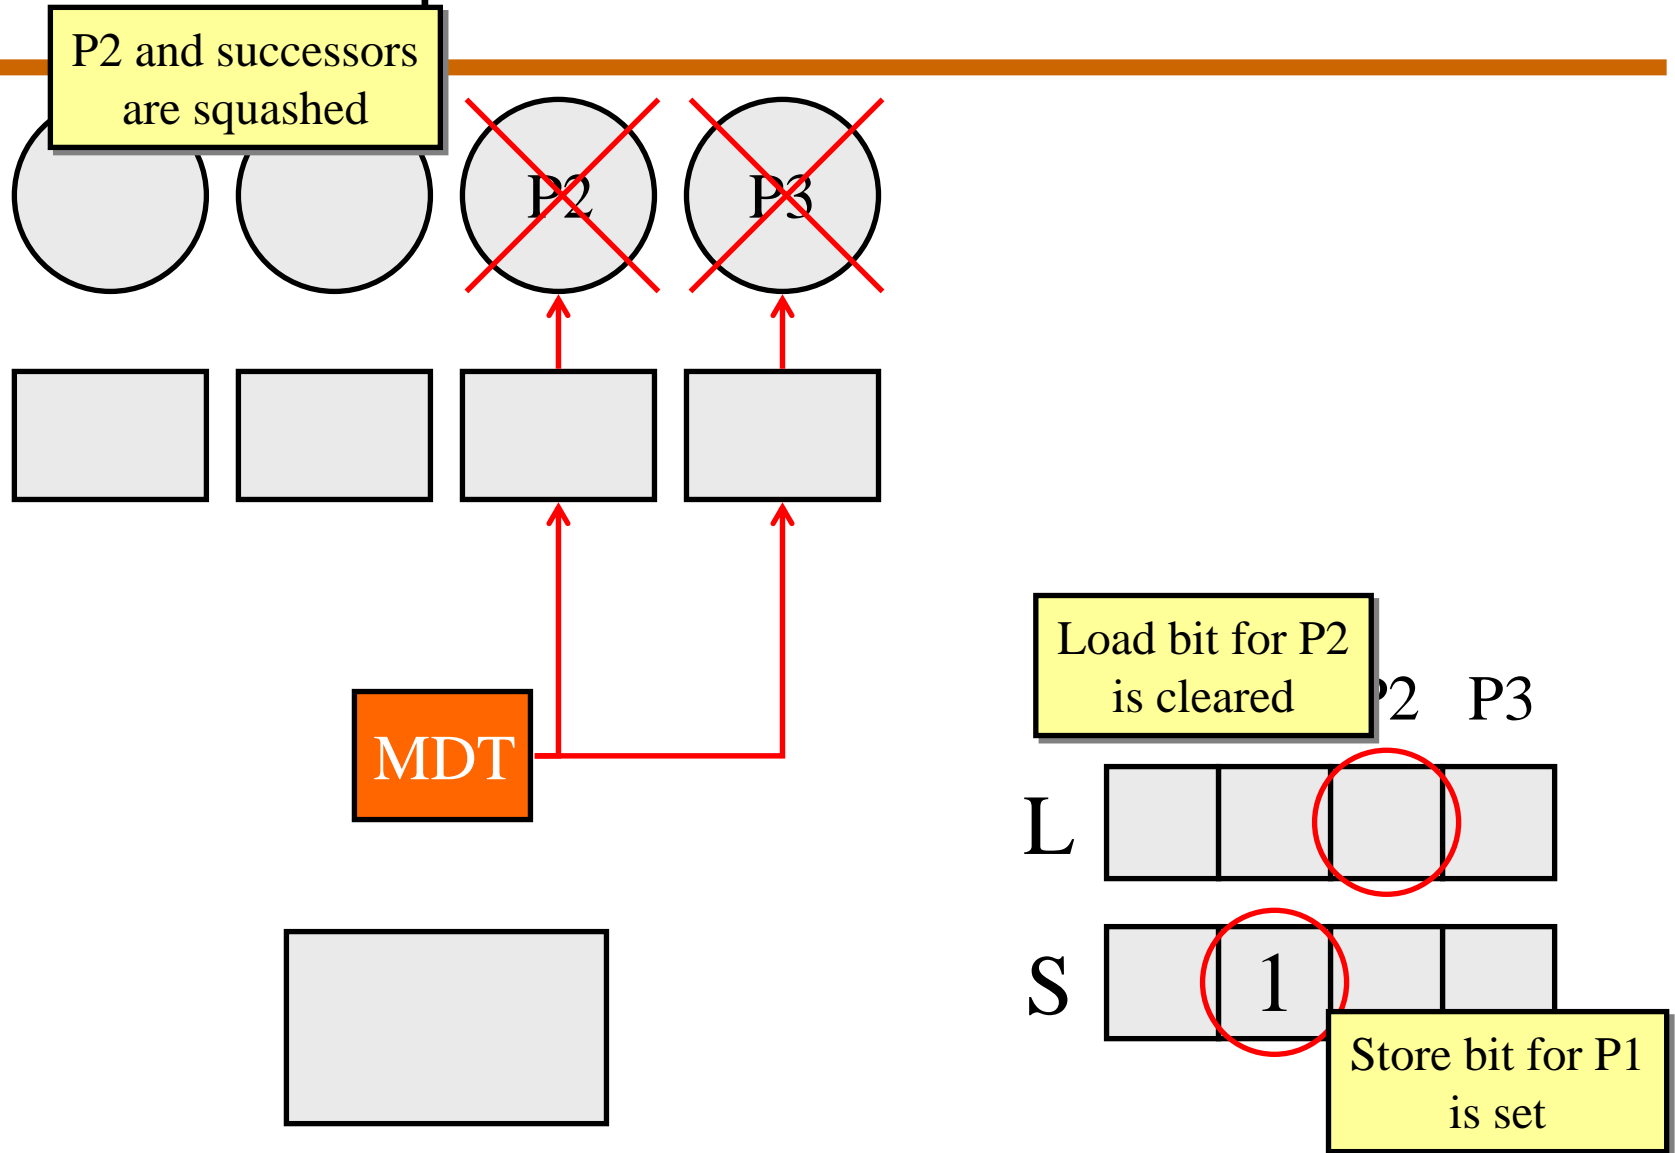 P2 and successors
are squashed
P2 P3
MDT
Load bit for P2
is cleared
P3
L
S 1
Store bit for P1
is set